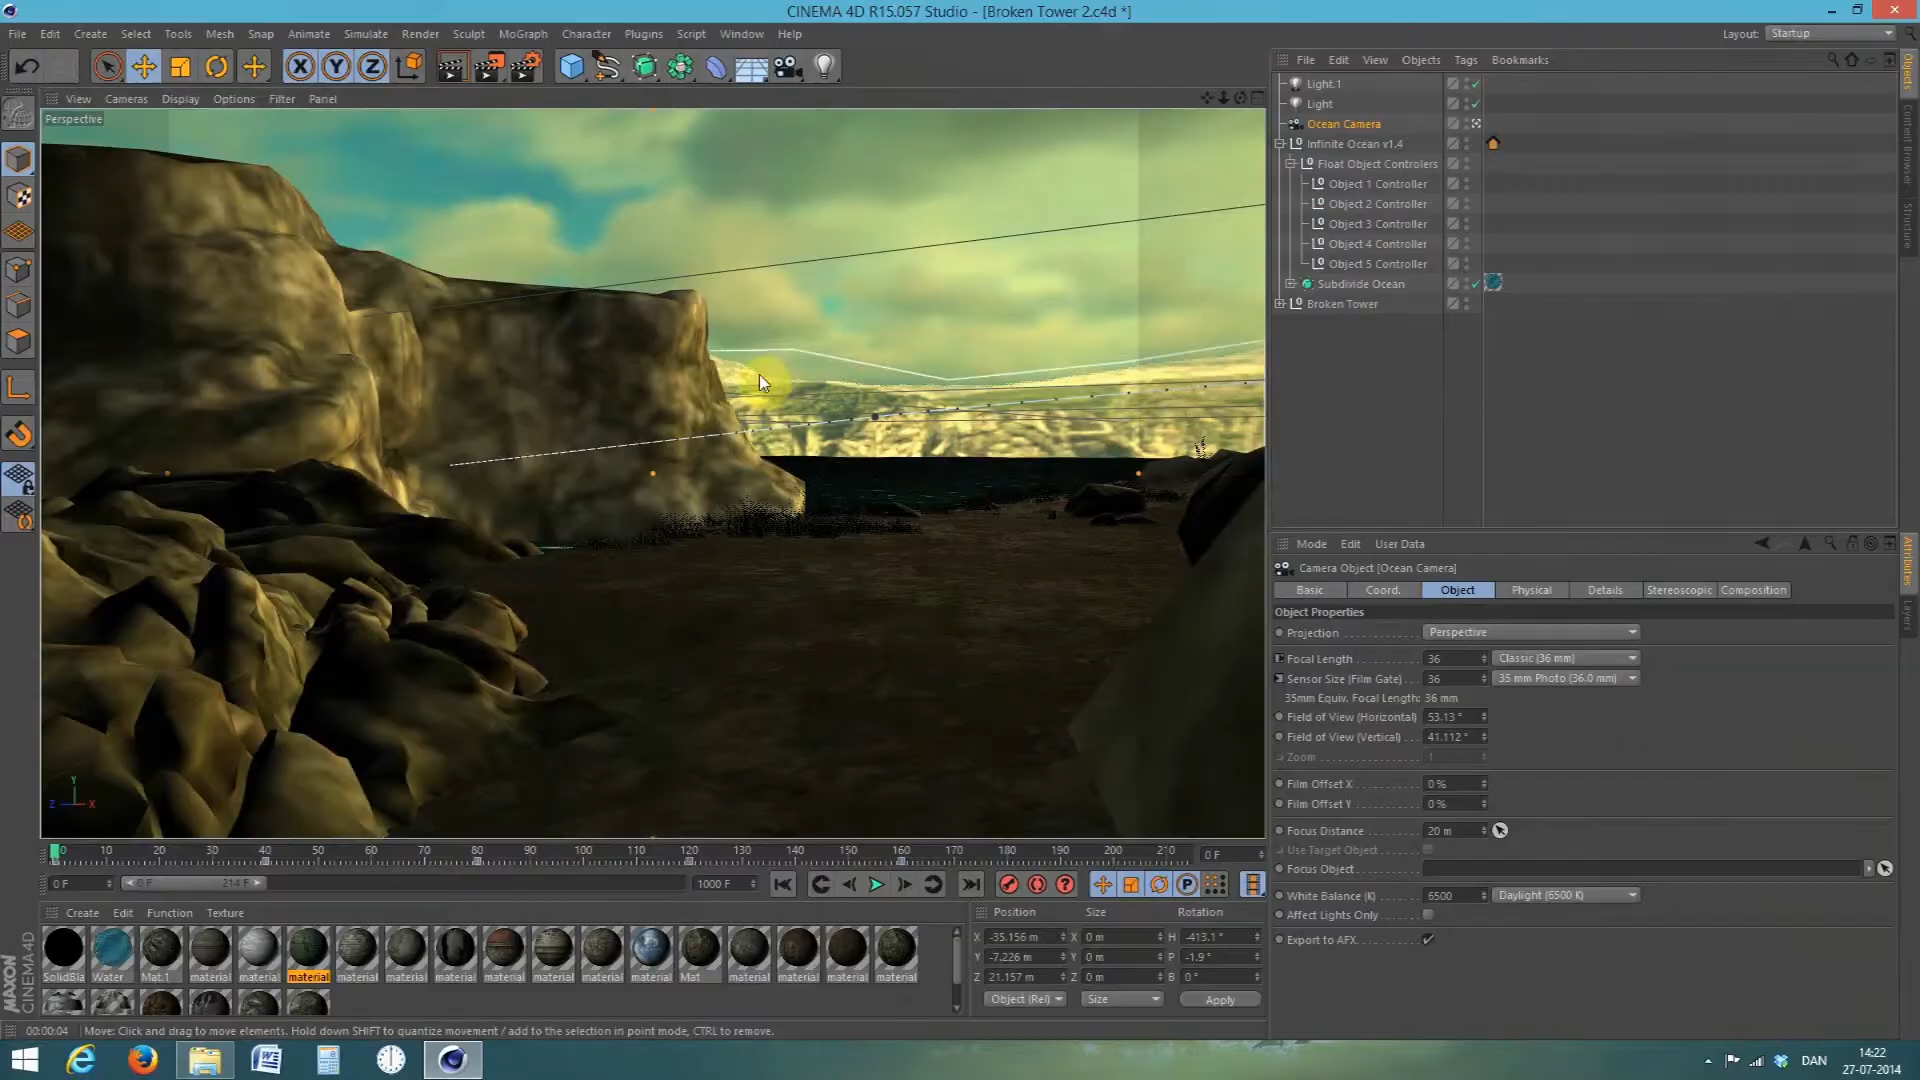 CINEMA 4D R15.057 Studio - [Broken Tower 2.c4d *]
File Edit Create Select Tools Mesh Snap Animate Simulate Render Sculpt MoGraph Character Plugins Script Window Help
Layout: Startup
View Cameras Display Options Filter Panel
Perspective
File Edit View Objects Tags Bookmarks
Light.1
Light
Ocean Camera
Infinite Ocean v1.4
Float Object Controlers
Object 1 Controller
Object 2 Controller
Object 3 Controller
Object 4 Controller
Object 5 Controller
Subdivide Ocean
Broken Tower
Objects
Content Browser
Structure
Mode Edit User Data
Camera Object [Ocean Camera]
Basic Coord. Object Physical Details Stereoscopic Composition
Object Properties
Projection Perspective
Focal Length 36 Classic (36 mm)
Sensor Size (Film Gate) 36 35 mm Photo (36.0 mm)
35mm Equiv. Focal Length: 36 mm
Field of View (Horizontal) 53.13 °
Field of View (Vertical) 41.112 °
Zoom 1
Film Offset X 0 %
Film Offset Y 0 %
Focus Distance 20 m
Use Target Object
Focus Object
White Balance (K) 6500 Daylight (6500 K)
Affect Lights Only
Export to AFX
Attributes
Layers
Y
Z X
0 10 20 30 40 50 60 70 80 90 100 110 120 130 140 150 160 170 180 190 200 210 0 F
0 F 0 F 214 F 1000 F
Create Edit Function Texture
SolidBla Water Mat.1 material material material material material material material material material material Mat material material material material
Position Size Rotation
X -35.156 m X 0 m H -413.1 °
Y -7.226 m Y 0 m P -1.9 °
Z 21.157 m Z 0 m B 0 °
Object (Rel) Size Apply
MAXON CINEMA 4D
00:00:04 Move: Click and drag to move elements. Hold down SHIFT to quantize movement / add to the selection in point mode, CTRL to remove.
DAN
14:22
27-07-2014